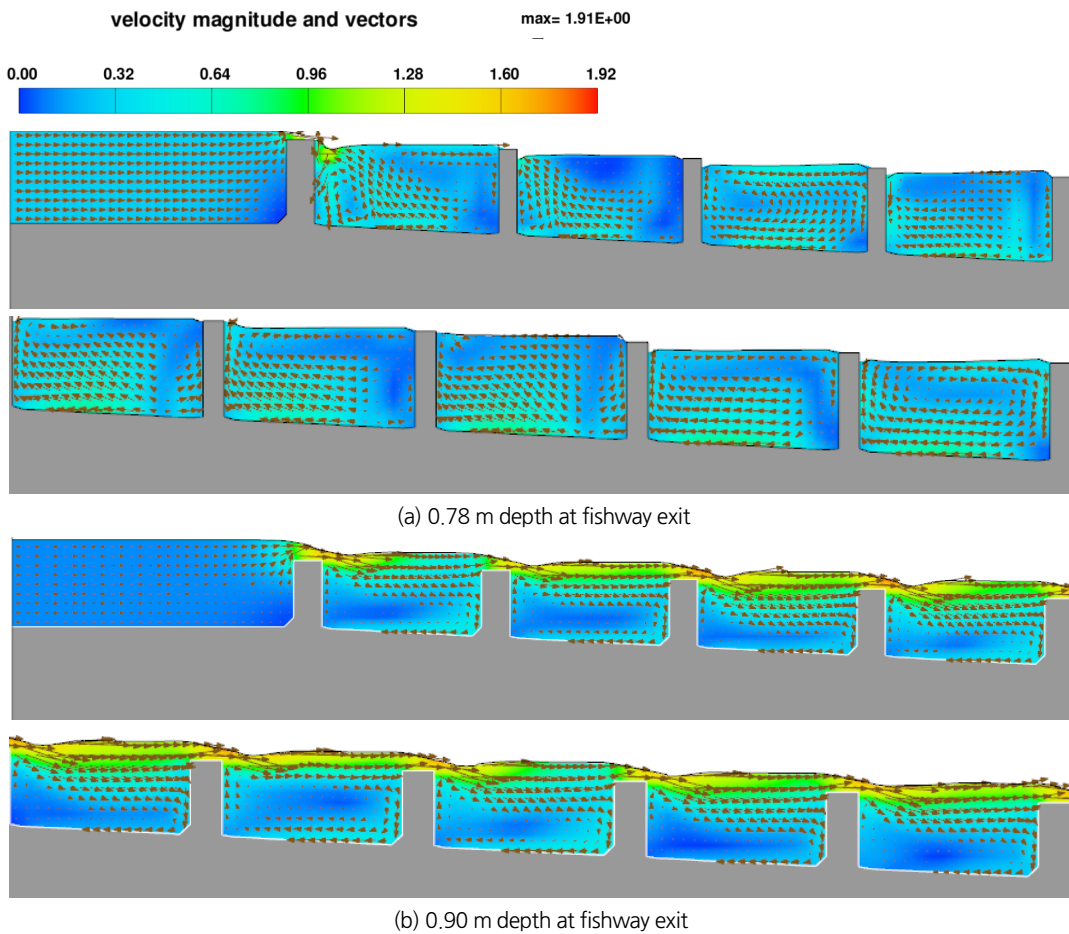 velocity magnitude and vectors max= 1.91E+00
0.00 0.32 0.64 0.96 1.28 1.60 1.92
(a) 0.78 m depth at fishway exit
(b) 0.90 m depth at fishway exit